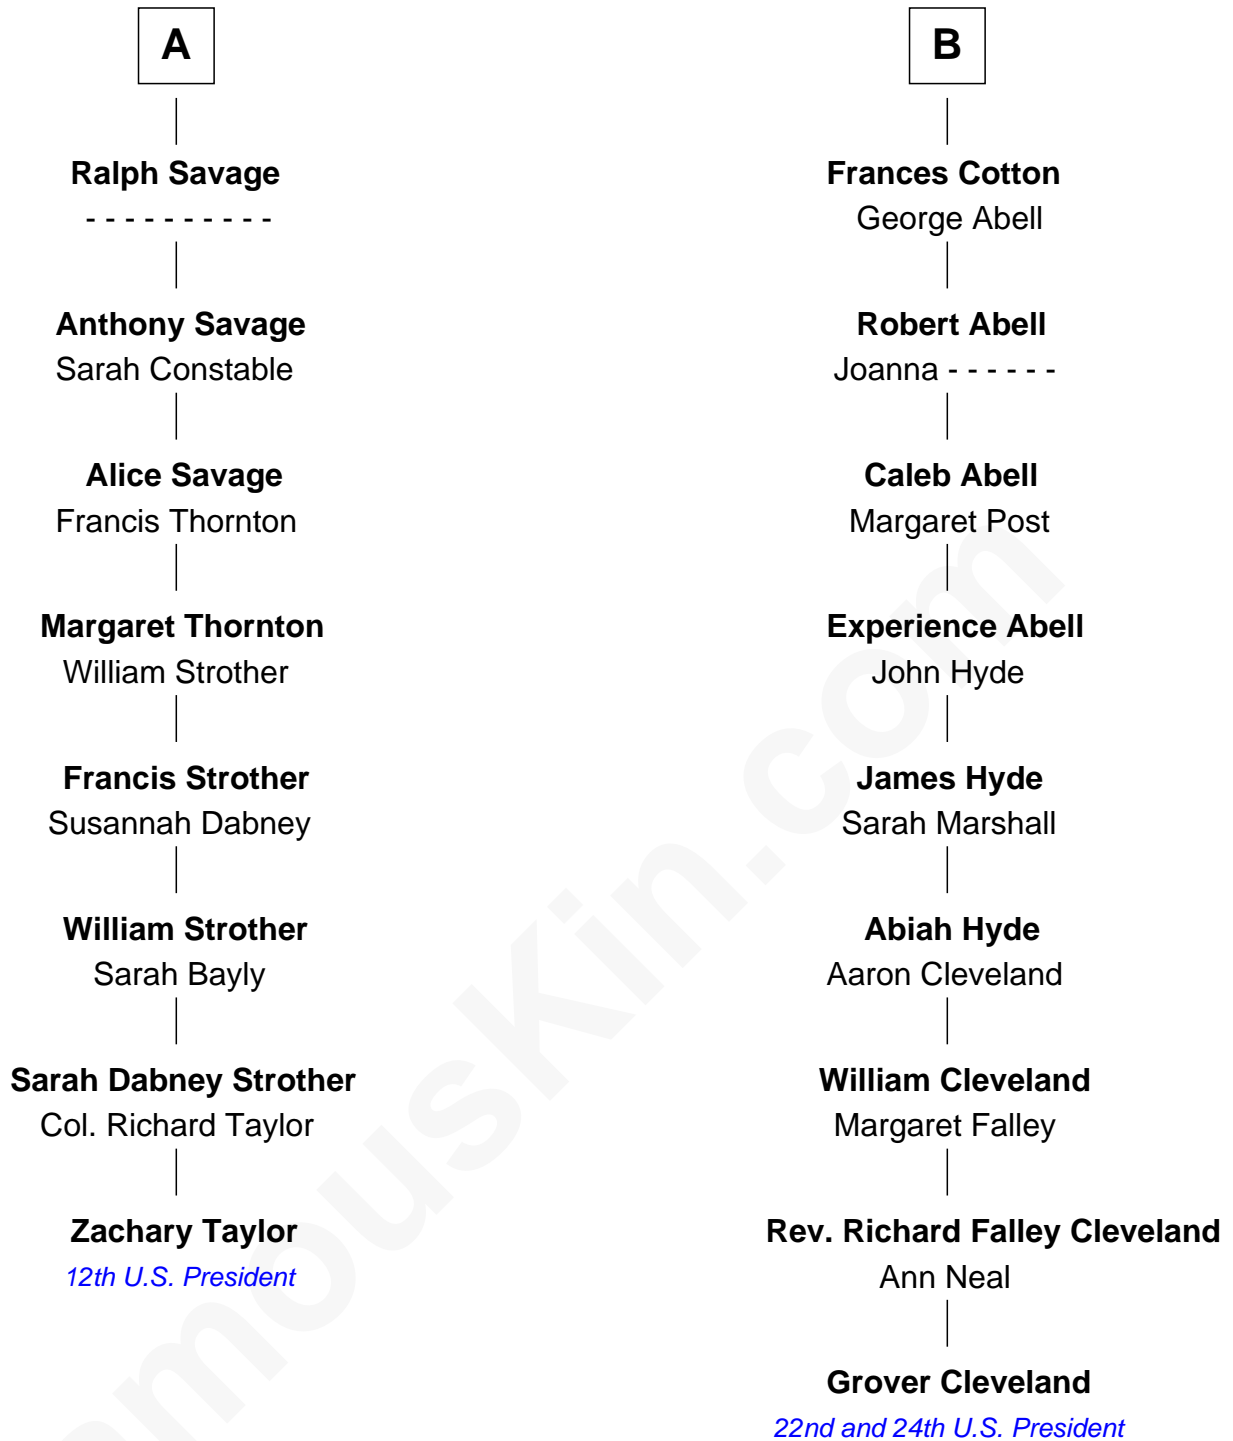 A
Ralph Savage
- - - - - - - - - -
Anthony Savage
Sarah Constable
Alice Savage
Francis Thornton
Margaret Thornton
William Strother
Francis Strother
Susannah Dabney
William Strother
Sarah Bayly
Sarah Dabney Strother
Col. Richard Taylor
Zachary Taylor
12th U.S. President
B
Frances Cotton
George Abell
Robert Abell
Joanna - - - - - -
Caleb Abell
Margaret Post
Experience Abell
John Hyde
James Hyde
Sarah Marshall
Abiah Hyde
Aaron Cleveland
William Cleveland
Margaret Falley
Rev. Richard Falley Cleveland
Ann Neal
Grover Cleveland
22nd and 24th U.S. President
amousKin.com